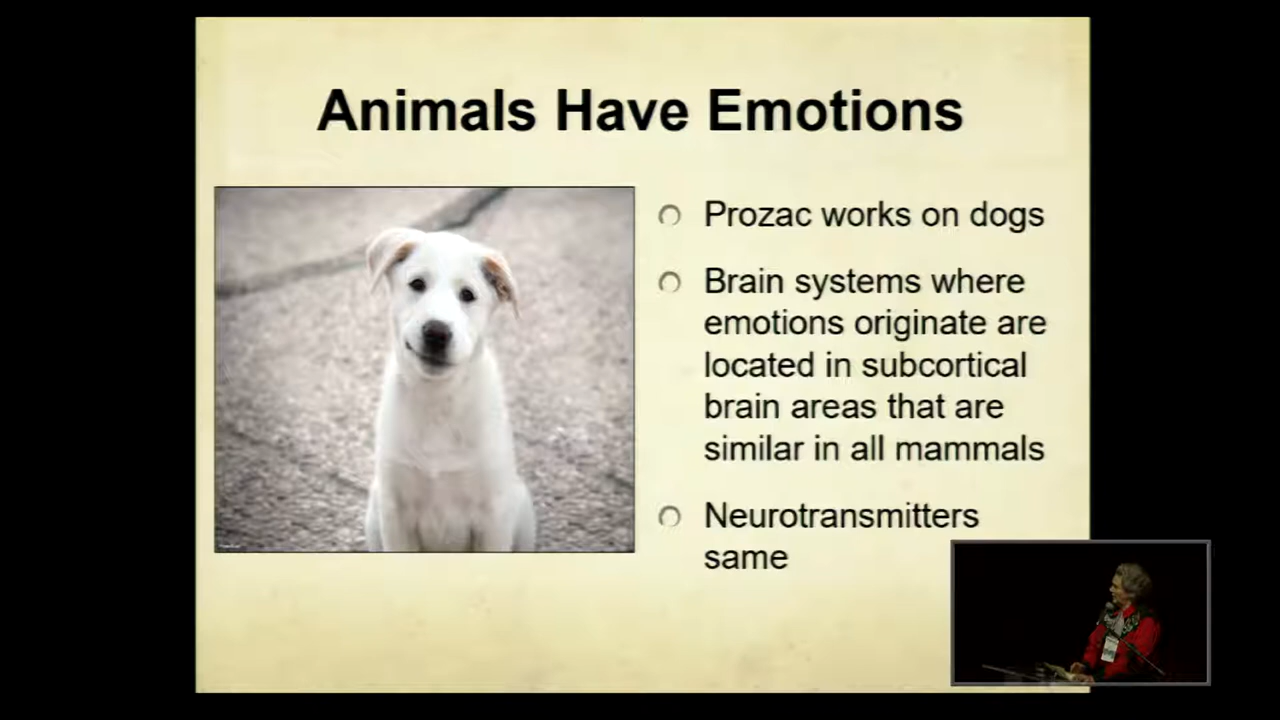 Animals Have Emotions
Prozac works on dogs
Brain systems where
emotions originate are
located in subcortical
brain areas that are
similar in all mammals
Neurotransmitters
same